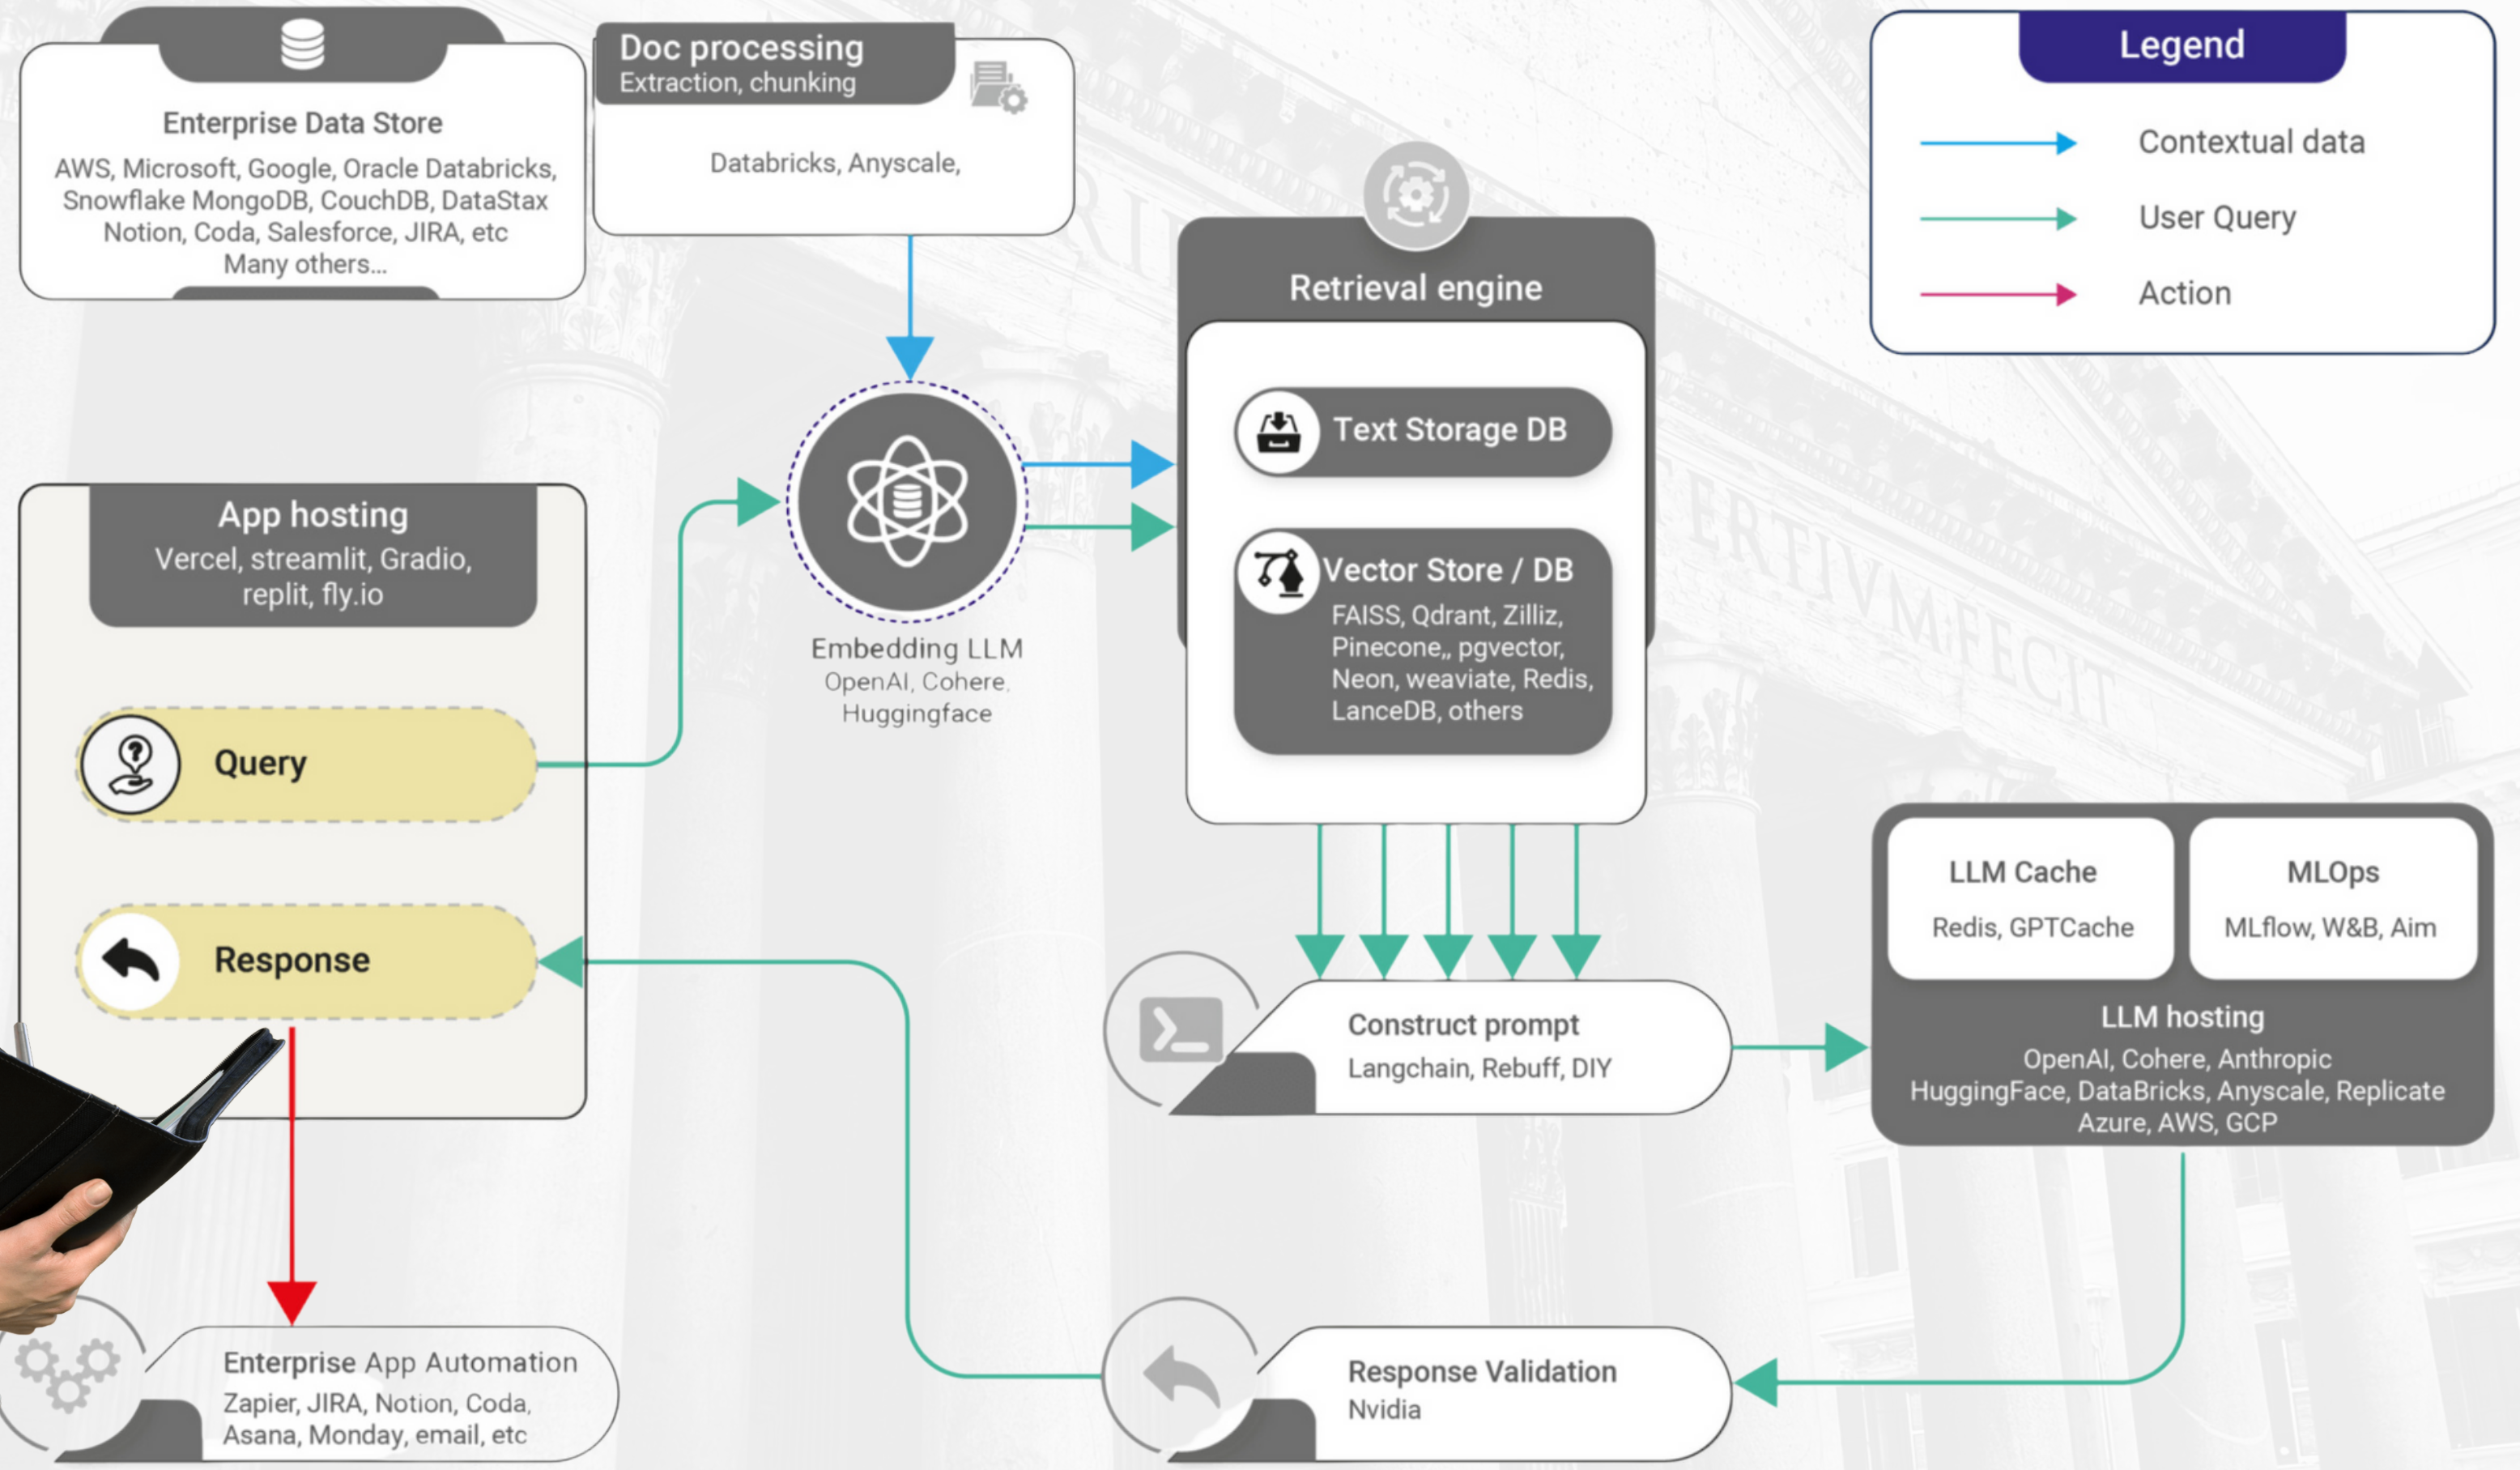 Enterprise Data Store
AWS, Microsoft, Google, Oracle Databricks,
Snowflake MongoDB, CouchDB, DataStax
Notion, Coda, Salesforce, JIRA, etc
Many others...
Doc processing
Extraction, chunking
Databricks, Anyscale,
Legend
Contextual data
User Query
Action
Retrieval engine
Text Storage DB
Vector Store / DB
FAISS, Qdrant, Zilliz,
Pinecone,, pgvector,
Neon, weaviate, Redis,
LanceDB, others
App hosting
Vercel, streamlit, Gradio,
replit, fly.io
Query
Response
Embedding LLM
OpenAI, Cohere,
Huggingface
LLM Cache
Redis, GPTCache
MLOps
MLflow, W&B, Aim
LLM hosting
OpenAI, Cohere, Anthropic
HuggingFace, DataBricks, Anyscale, Replicate
Azure, AWS, GCP
Construct prompt
Langchain, Rebuff, DIY
Enterprise App Automation
Zapier, JIRA, Notion, Coda,
Asana, Monday, email, etc
Response Validation
Nvidia
ERTIVM·FECIT